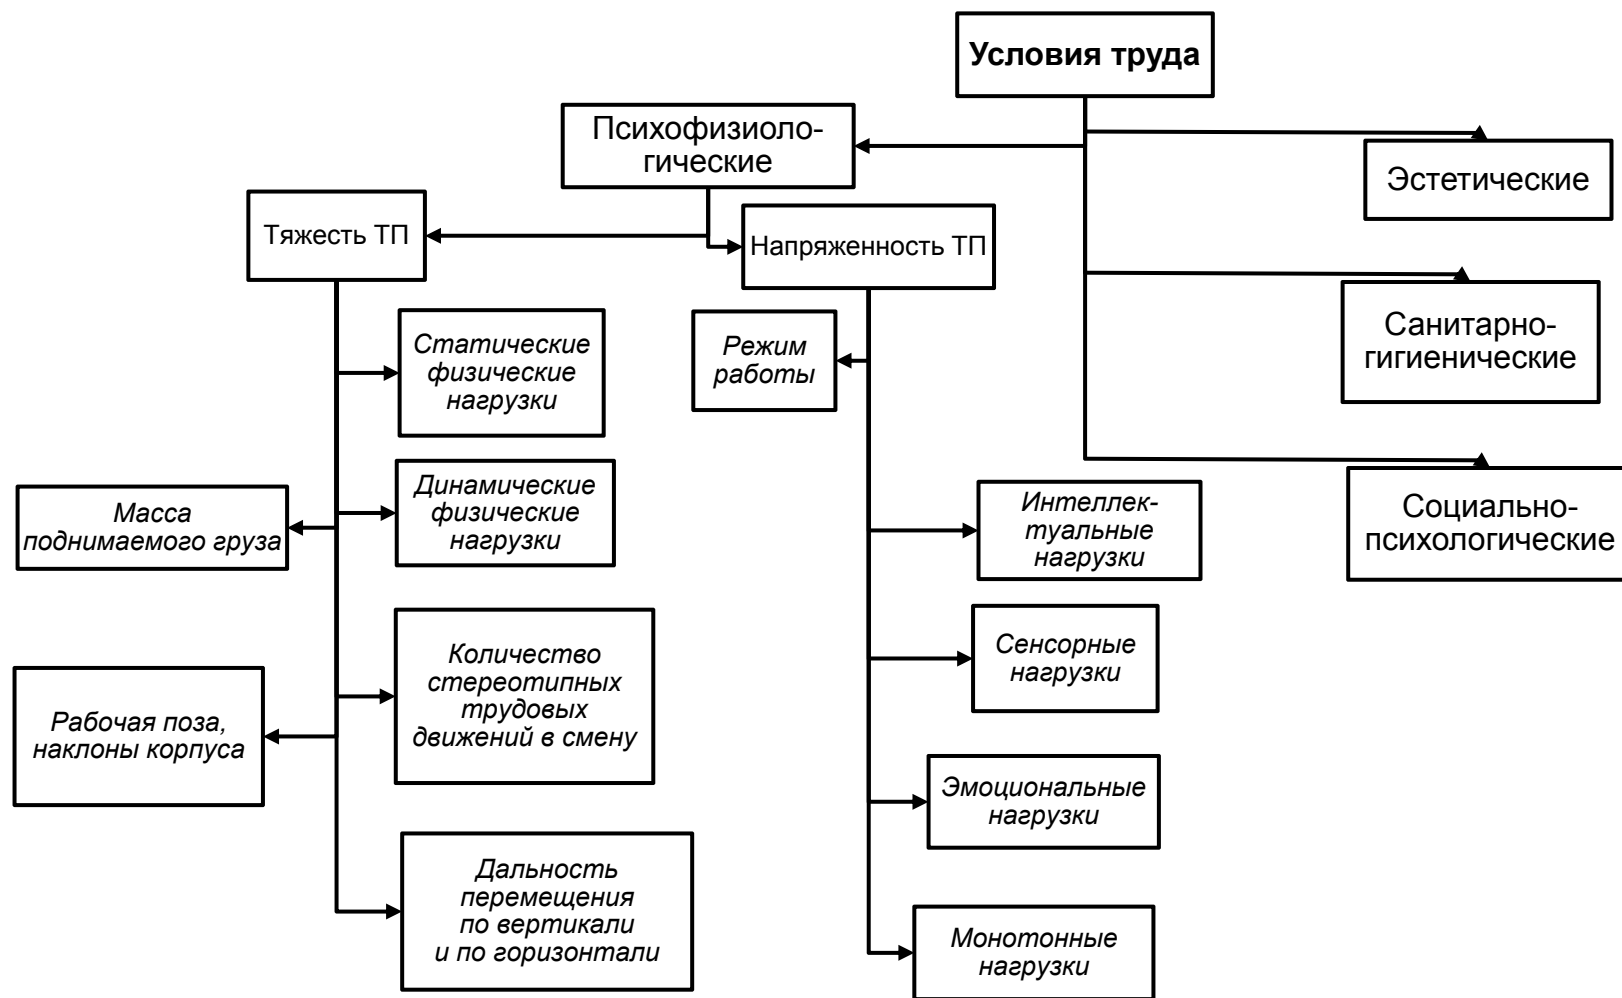 Условия труда
Психофизиоло-
гические
Эстетические
Тяжесть ТП
Напряженность ТП
Санитарно-
гигиенические
Статические
физические
нагрузки
Режим
работы
Динамические
физические
нагрузки
Масса
поднимаемого груза
Интеллек-
туальные
нагрузки
Социально-
психологические
Количество
стереотипных
трудовых
движений в смену
Сенсорные
нагрузки
Рабочая поза,
наклоны корпуса
Эмоциональные
нагрузки
Дальность
перемещения
по вертикали
и по горизонтали
Монотонные
нагрузки